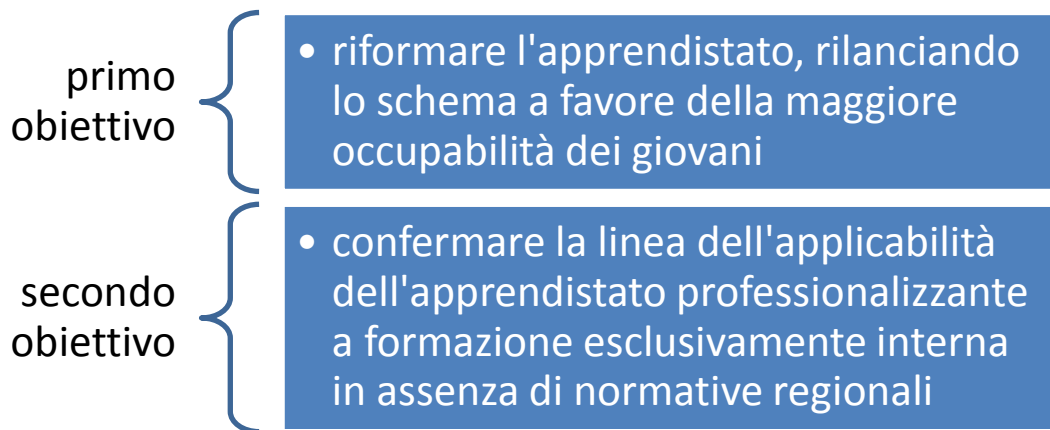 primo
obiettivo
• riformare l'apprendistato, rilanciando
lo schema a favore della maggiore
occupabilità dei giovani
secondo
obiettivo
• confermare la linea dell'applicabilità
dell'apprendistato professionalizzante
a formazione esclusivamente interna
in assenza di normative regionali